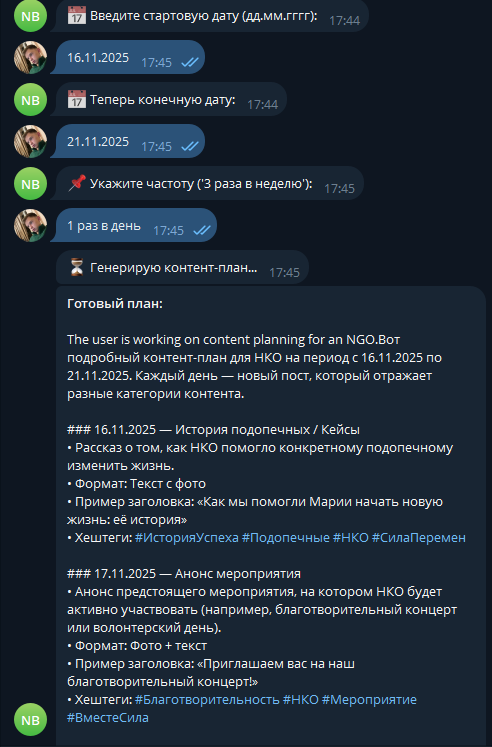 NB
17 Введите стартовую дату (дд.мм.гггг): 17:44
16.11.2025 17:45
NB
17 Теперь конечную дату: 17:44
21.11.2025 17:45
NB
Укажите частоту ('3 раза в неделю'): 17:45
1 раз в день 17:45
Генерирую контент-план... 17:45
Готовый план:
The user is working on content planning for an NGO.Вот
подробный контент-план для НКО на период с 16.11.2025 по
21.11.2025. Каждый день — новый пост, который отражает
разные категории контента.
### 16.11.2025 — История подопечных / Кейсы
• Рассказ о том, как НКО помогло конкретному подопечному
изменить жизнь.
• Формат: Текст с фото
• Пример заголовка: «Как мы помогли Марии начать новую
жизнь: её история»
• Хештеги: #ИсторияУспеха #Подопечные #НКО #СилаПеремен
### 17.11.2025 — Анонс мероприятия
• Анонс предстоящего мероприятия, на котором НКО будет
активно участвовать (например, благотворительный концерт
или волонтерский день).
• Формат: Фото + текст
• Пример заголовка: «Приглашаем вас на наш
благотворительный концерт!»
• Хештеги: #Благотворительность #НКО #Мероприятие
#ВместеСила
NB